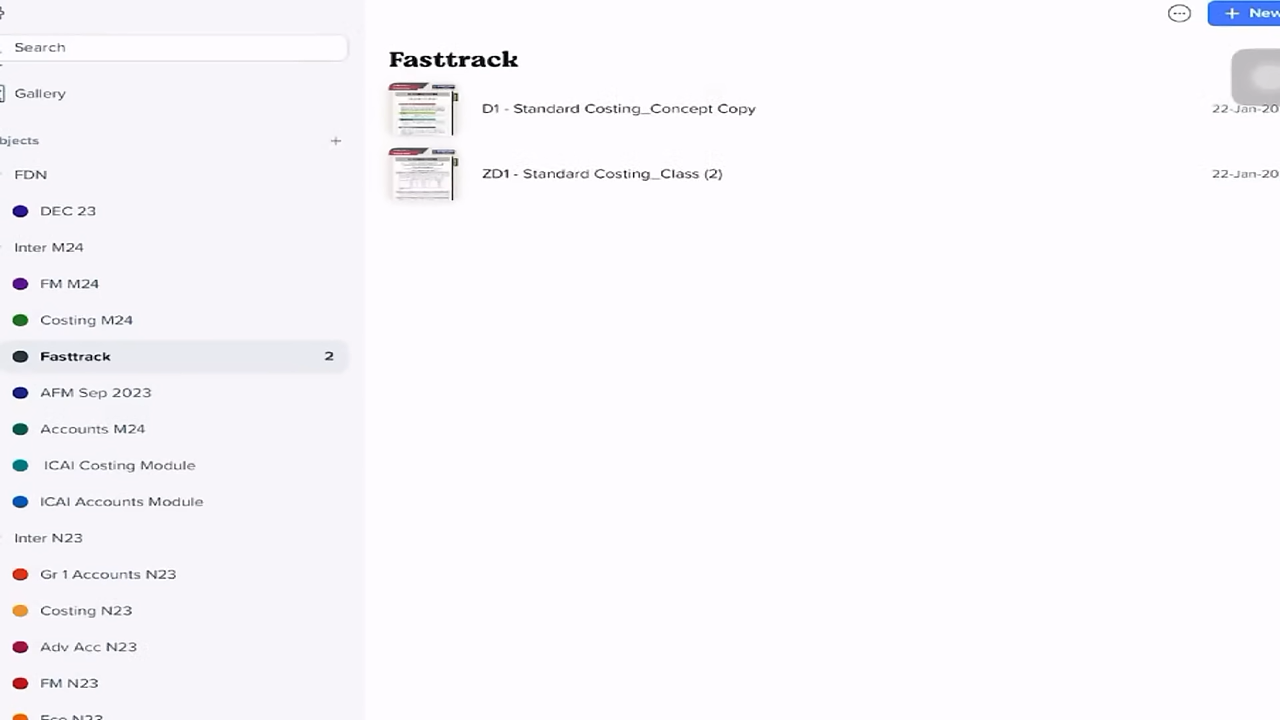 New
Search
Fasttrack
Gallery
D1 - Standard Costing_Concept Copy
22-Jan-20
bjects
+
FDN
ZD1 - Standard Costing_Class (2)
22-Jan-20
DEC 23
Inter M24
FM M24
Costing M24
Fasttrack 2
AFM Sep 2023
Accounts M24
ICAI Costing Module
ICAI Accounts Module
Inter N23
Gr 1 Accounts N23
Costing N23
Adv Acc N23
FM N23
Eco N23